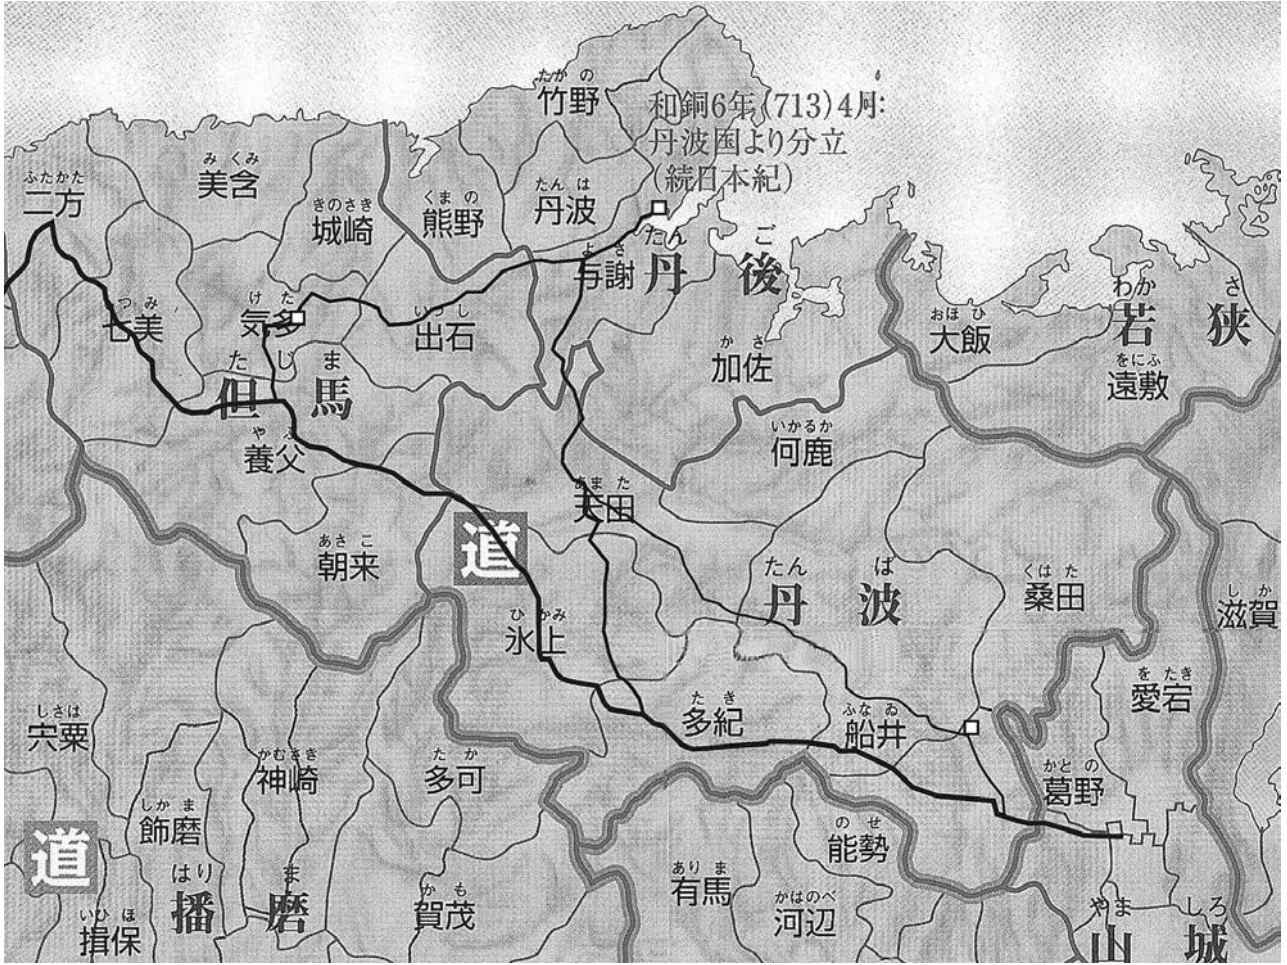 たかの
竹野
和銅6年(713)4月:
丹波国より分立
(続日本紀)
ふたかた
二方
みくみ
美含
きのさき
城崎
くまの
熊野
たんは
丹波
よさ
与謝
たんご
丹後
つみ
七美
けた
気多
いつし
出石
かさ
加佐
おほひ
大飯
わかさ
若狭
をにふ
遠敷
たじま
但馬
やふ
養父
いかるか
何鹿
あまた
天田
あさこ
朝来
道
たんば
丹波
くはた
桑田
しか
滋賀
ひかみ
氷上
をたき
愛宕
しさは
宍粟
かむさき
神崎
たか
多可
たき
多紀
ふなゐ
船井
かとの
葛野
しかま
飾磨
のせ
能勢
道
はりま
播磨
ありま
有馬
いひほ
揖保
かも
賀茂
かはのべ
河辺
やましろ
山城